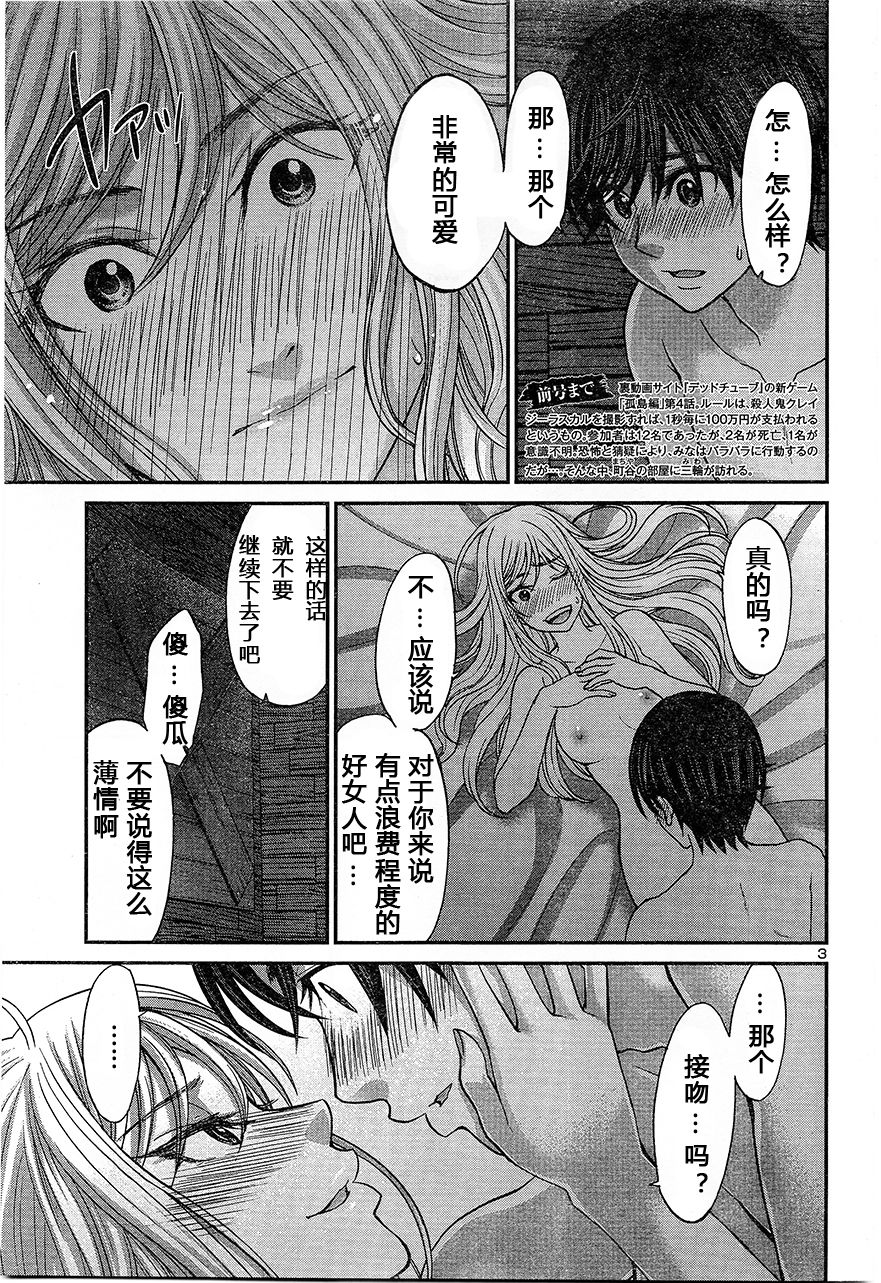 怎…怎么样？
那…那个
非常的可爱
カアッ
前号まで
裏動画サイト「デッドチューブ」の新ゲーム
「孤島編」第4話。ルールは、殺人鬼クレイ
ジーラスカルを撮影すれば、1秒毎に100万円が支払われる
というもの。参加者は12名であったが、2名が死亡、1名が
意識不明。恐怖と猜疑により、みなはバラバラに行動するの
だが…。そんな中、町谷の部屋に三輪が訪れる。
真的吗？
不…应该说
对于你来说
有点浪费程度的
好女人吧…
这样的话
就不要
继续下去了吧
傻…傻瓜
不要说得这么
薄情啊
3
…那个
接吻…吗？
……